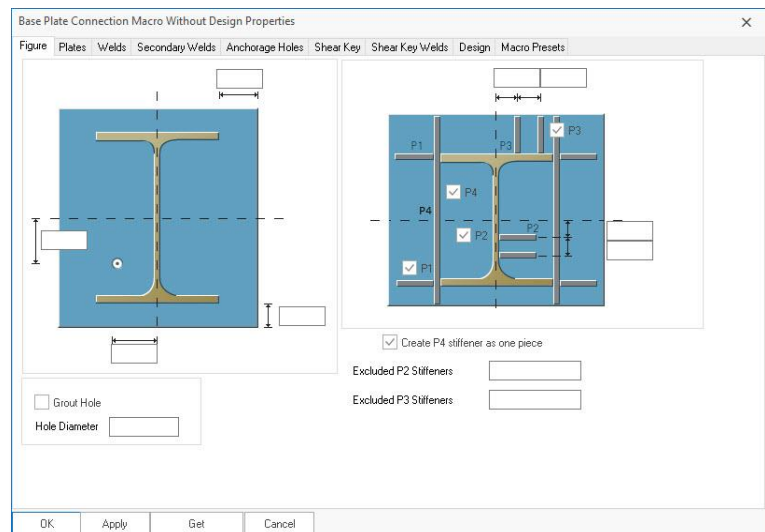 Base Plate Connection Macro Without Design Properties
Figure Plates Welds Secondary Welds Anchorage Holes Shear Key Shear Key Welds Design Macro Presets
P3
P1 P3
P4
P4
P2 P2
P1
Create P4 stiffener as one piece
Excluded P2 Stiffeners
Grout Hole
Excluded P3 Stiffeners
Hole Diameter
OK Apply Get Cancel